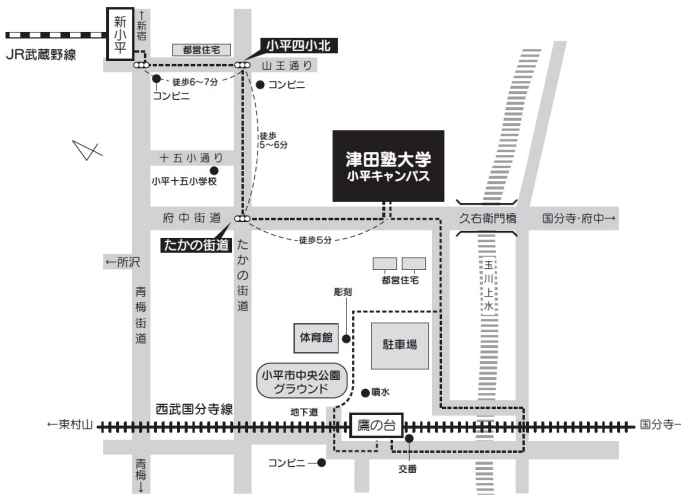 新小平
↑新宿
JR武蔵野線
都営住宅
小平四小北
山王通り
徒歩6～7分
コンビニ
コンビニ
徒歩
5～6分
津田塾大学
小平キャンパス
十五小通り
小平十五小学校
府中街道
久右衛門橋
国分寺・府中→
たかの街道
徒歩5分
←所沢
たかの街道
都営住宅
玉川上水
青梅街道
彫刻
体育館
駐車場
小平市中央公園
グラウンド
噴水
西武国分寺線
地下道
←東村山
鷹の台
国分寺
コンビニ
交番
青梅↓